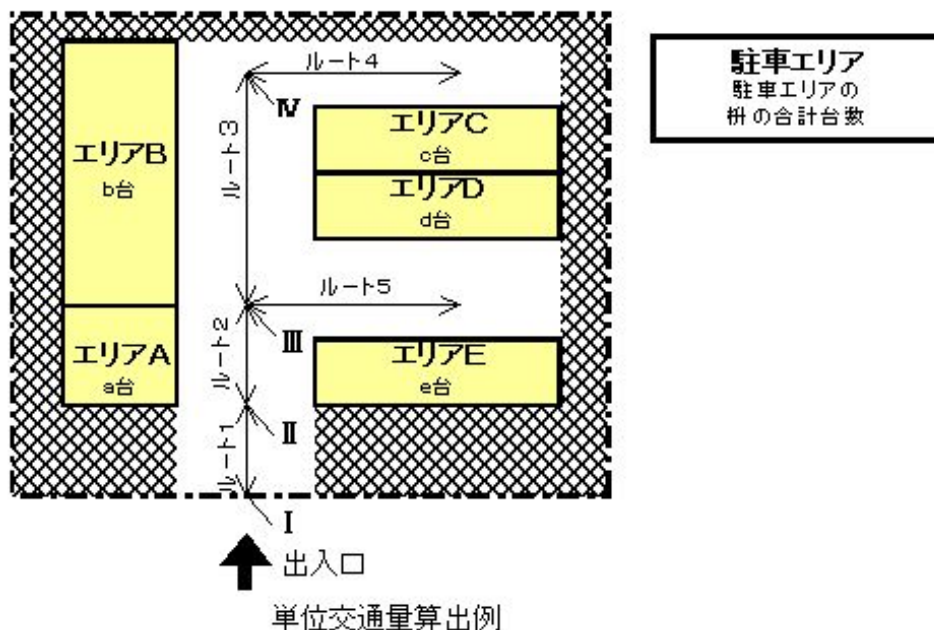 ルート4
Ⅳ
エリアC
c台
エリアB
b台
ルート3
エリアD
d台
ルート5
Ⅲ
ルート2
エリアA
a台
エリアE
e台
ルート1
Ⅱ
Ⅰ
出入口
単位交通量算出例
駐車エリア
駐車エリアの
枡の合計台数